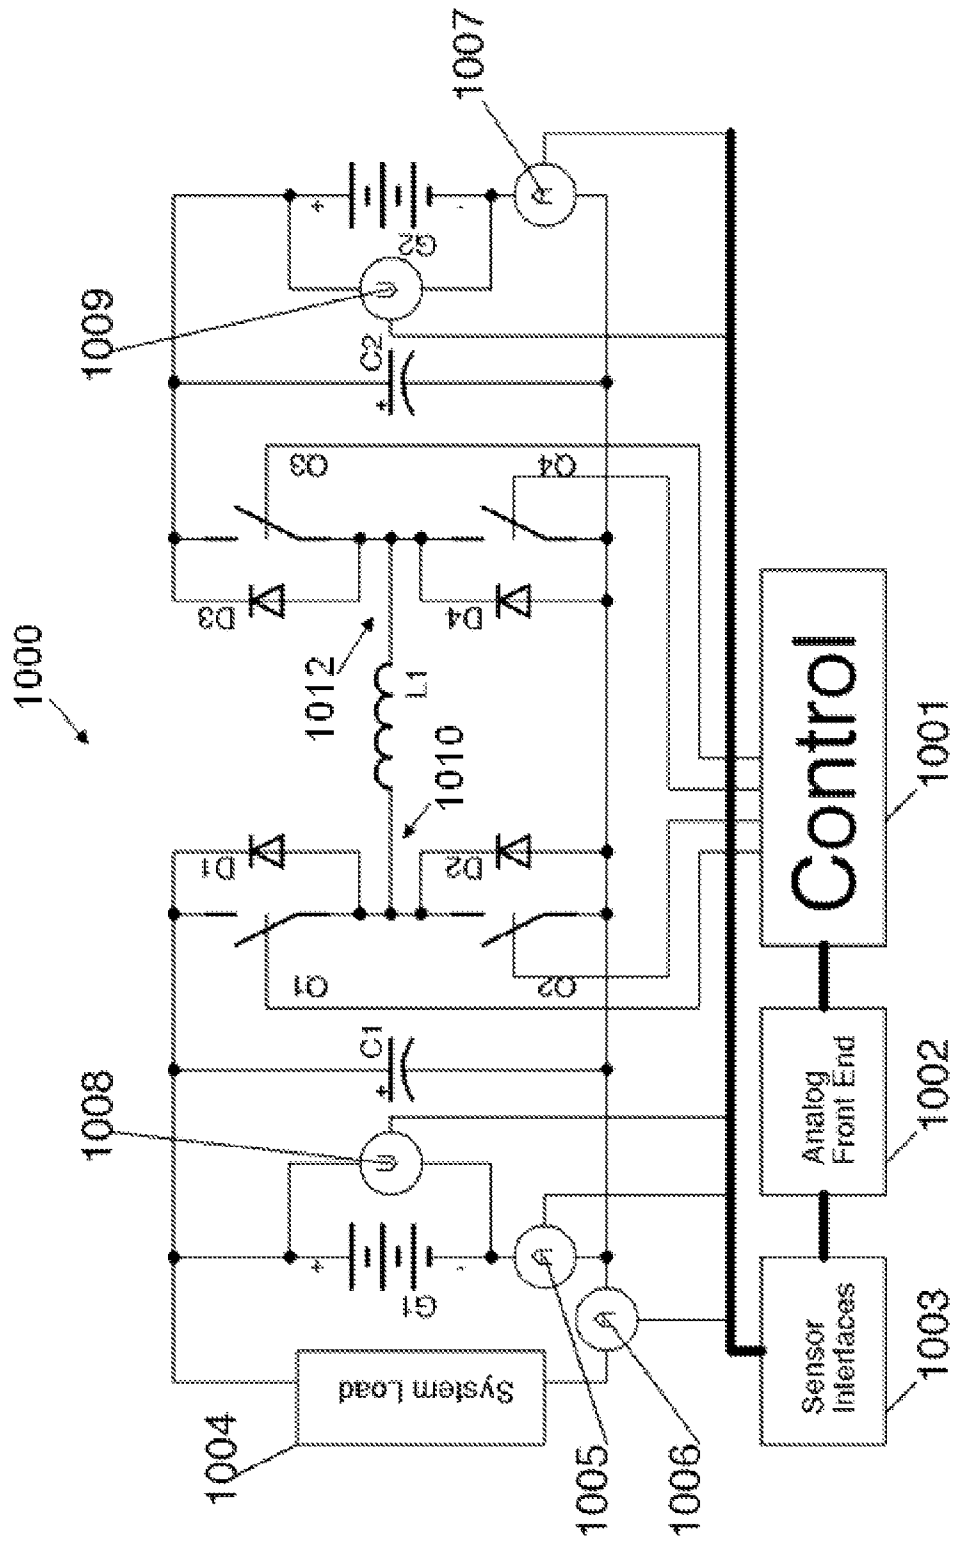 1000
1007
1009
+
-
G2
C2
+
Q3
Q4
D3
D4
1012
L1
1010
D1
D2
Q1
Q2
C1
+
1008
+
-
G1
System Load
1004
1005
1006
Control
1001
Analog
Front End
1002
Sensor
Interfaces
1003